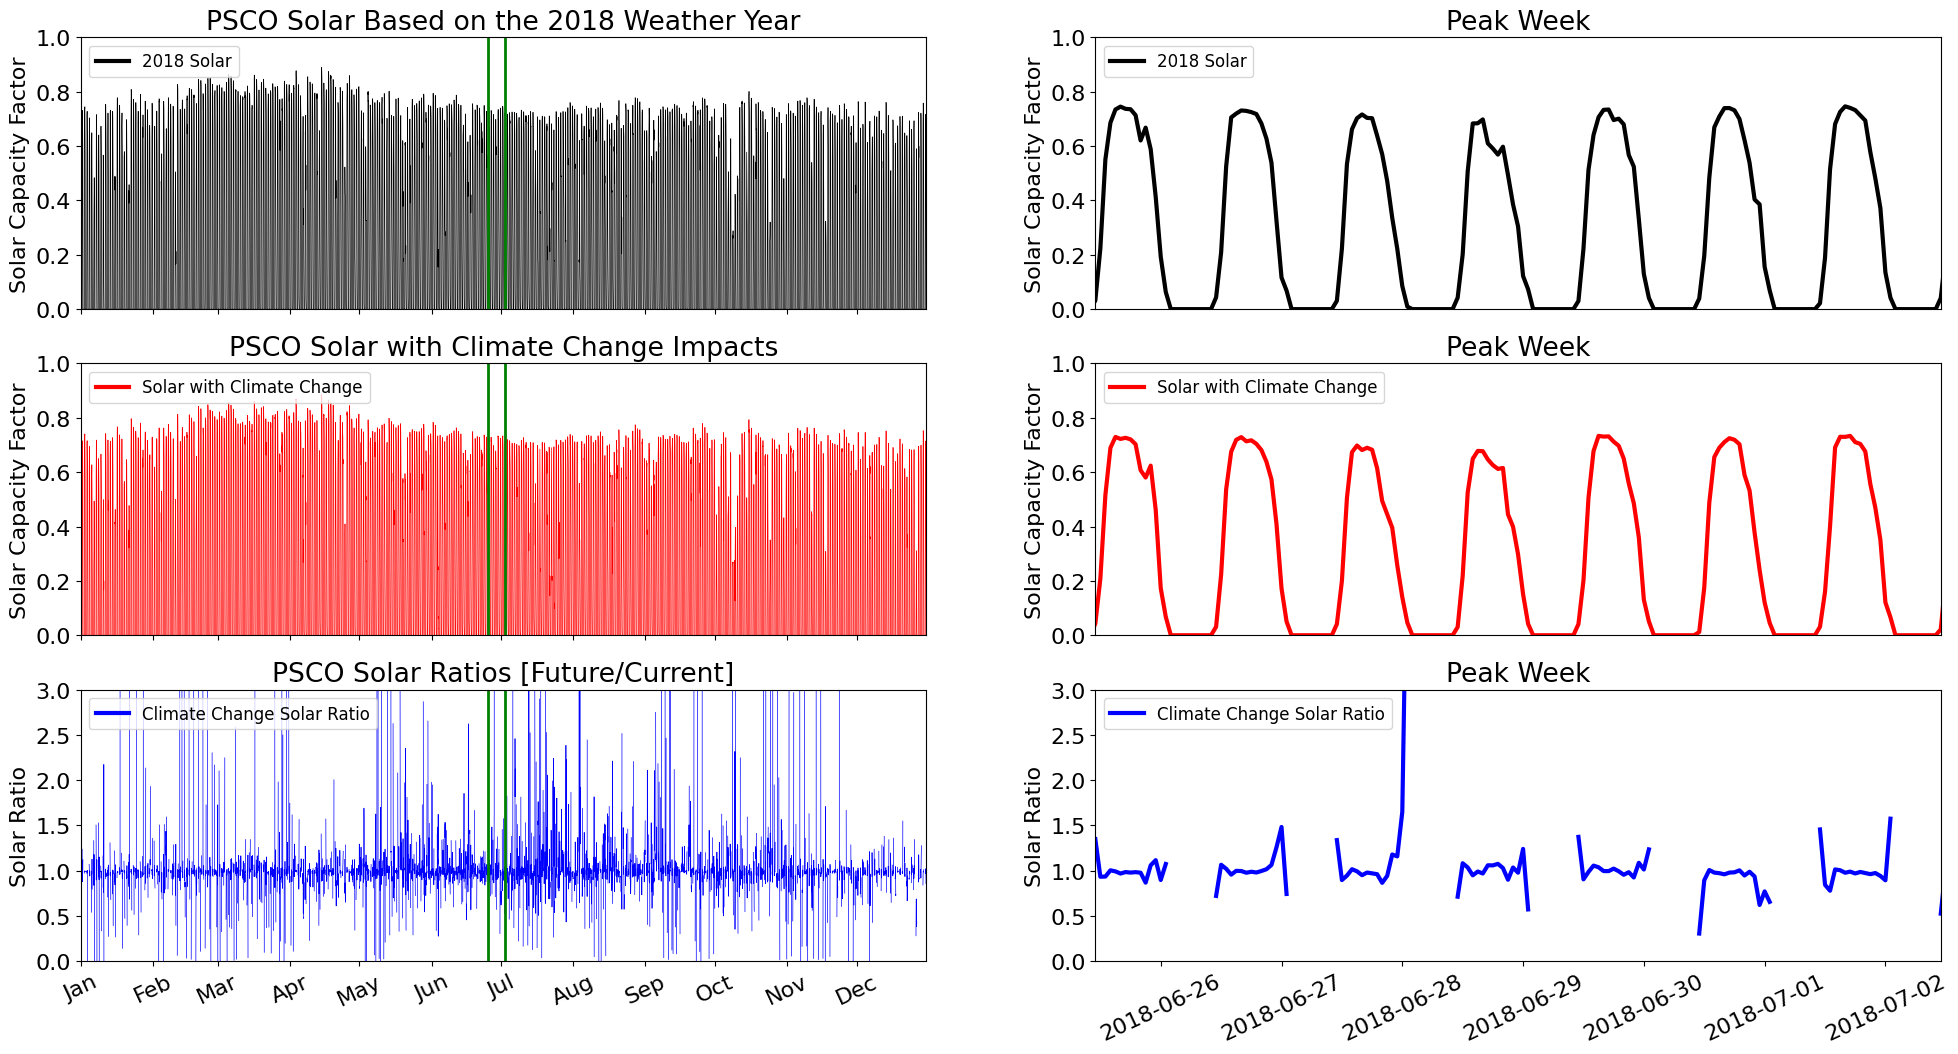 PSCO Solar Based on the 2018 Weather Year
Solar Capacity Factor
1.0
0.8
0.6
0.4
0.2
0.0
2018 Solar
Peak Week
Solar Capacity Factor
1.0
0.8
0.6
0.4
0.2
0.0
2018 Solar
PSCO Solar with Climate Change Impacts
Solar Capacity Factor
1.0
0.8
0.6
0.4
0.2
0.0
Solar with Climate Change
Peak Week
Solar Capacity Factor
1.0
0.8
0.6
0.4
0.2
0.0
Solar with Climate Change
PSCO Solar Ratios [Future/Current]
Solar Ratio
3.0
2.5
2.0
1.5
1.0
0.5
0.0
Climate Change Solar Ratio
Jan Feb Mar Apr May Jun Jul Aug Sep Oct Nov Dec
Peak Week
Solar Ratio
3.0
2.5
2.0
1.5
1.0
0.5
0.0
Climate Change Solar Ratio
2018-06-26 2018-06-27 2018-06-28 2018-06-29 2018-06-30 2018-07-01 2018-07-02